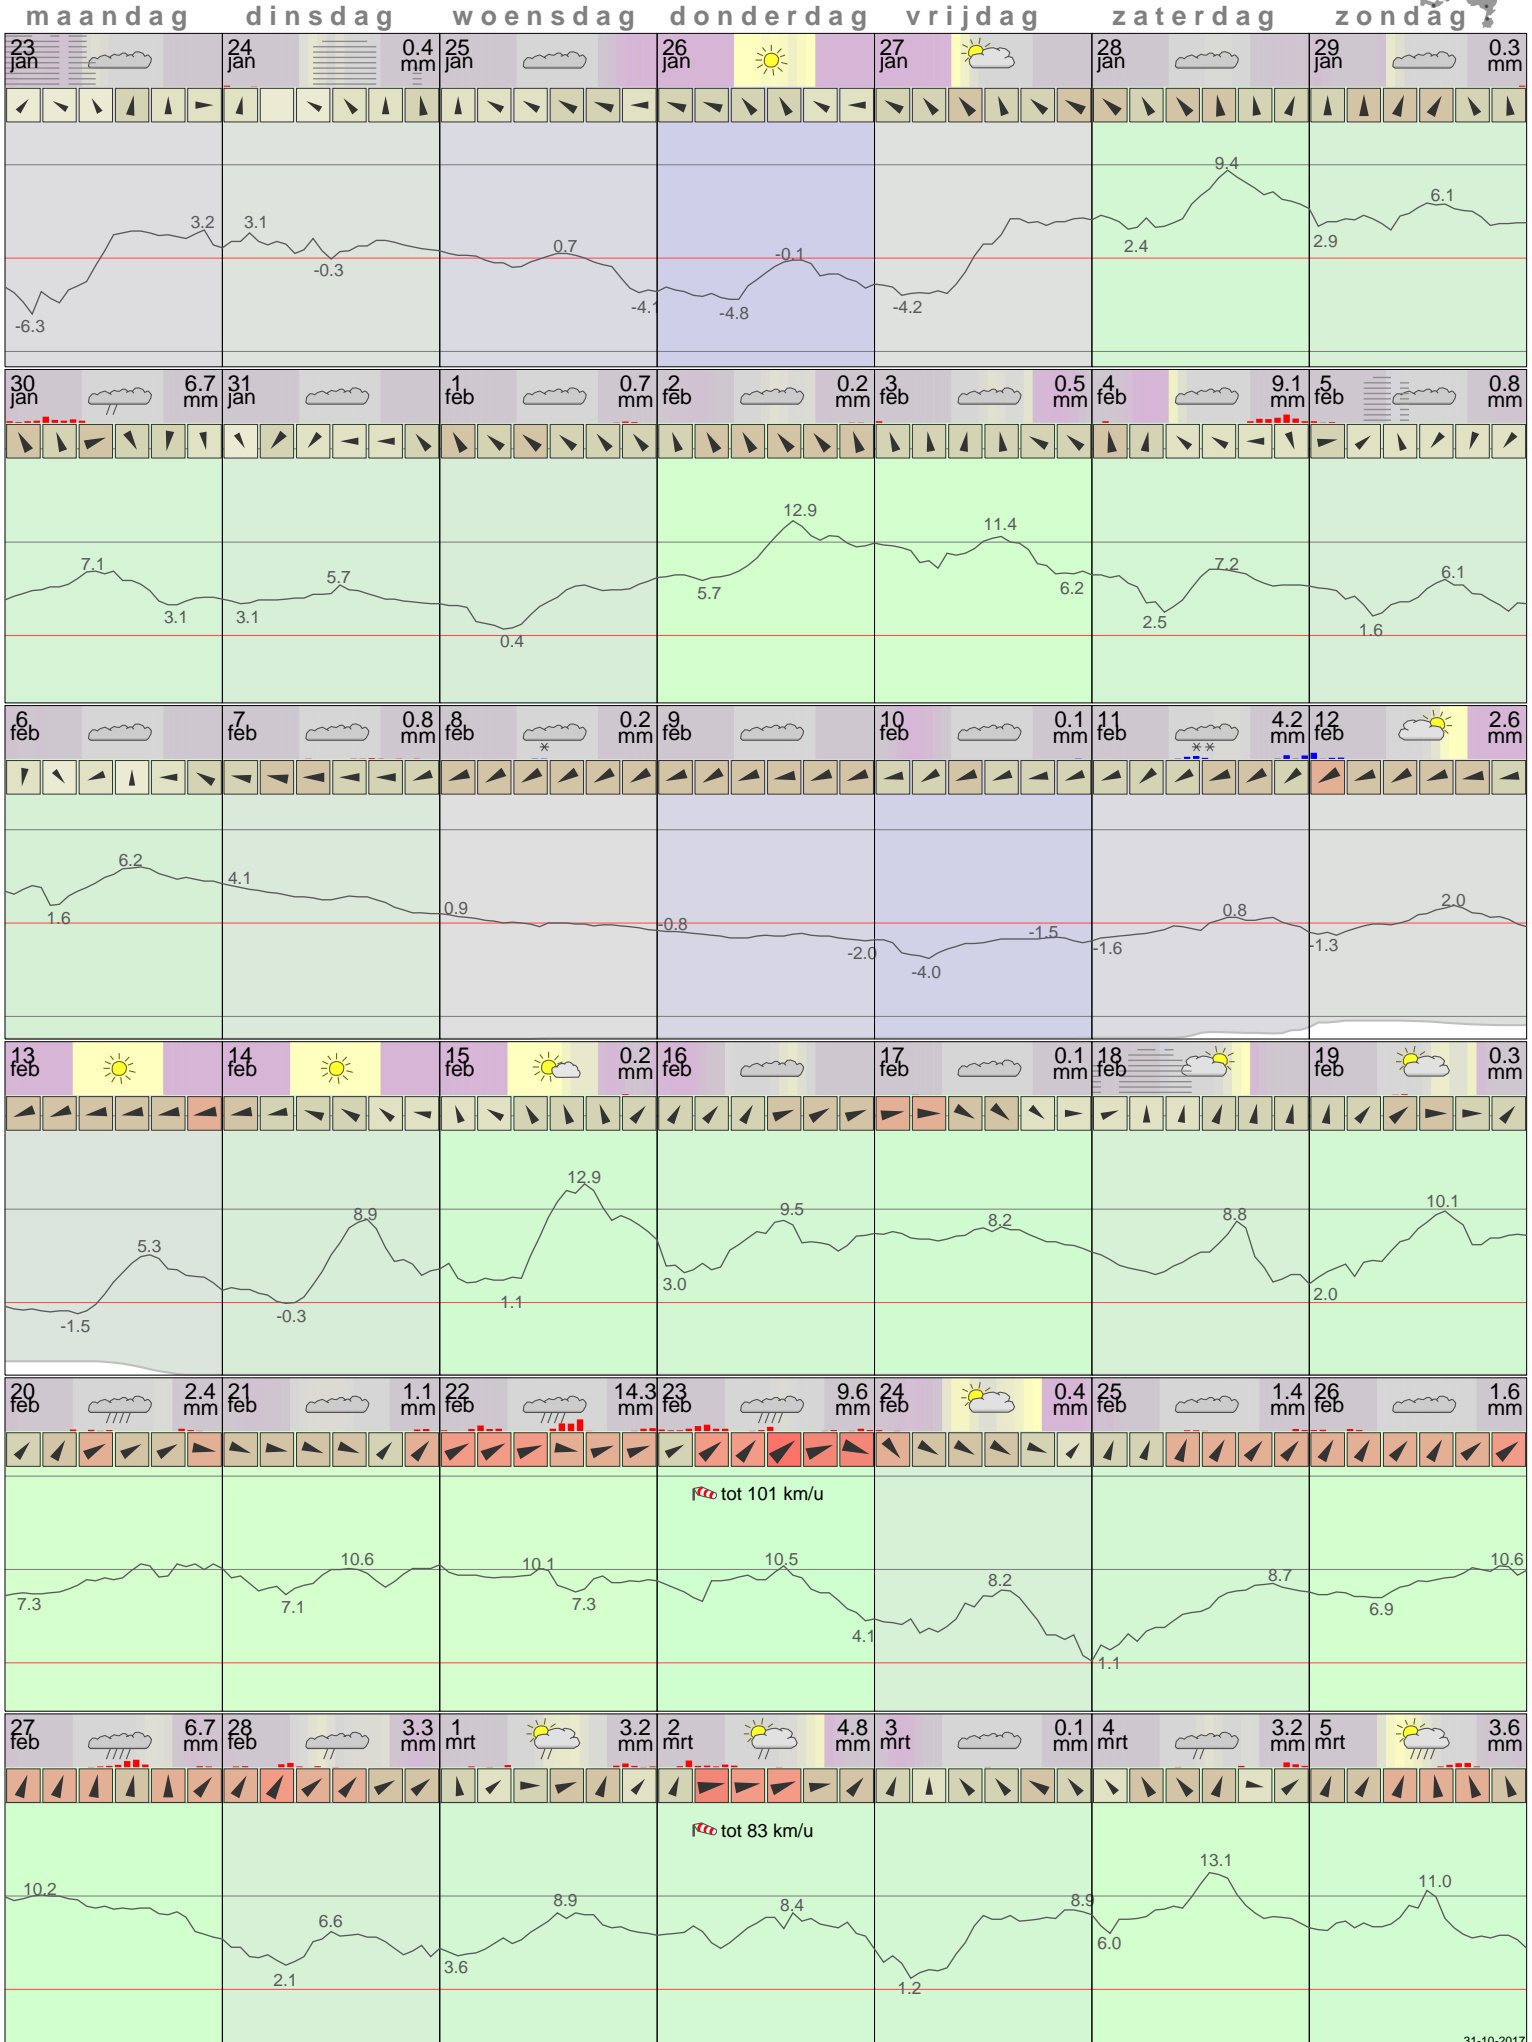 maandag dinsdag woensdag donderdag vrijdag zaterdag zondag
23 24 0.4 25 26 27 28 29 0.3
jan jan mm jan jan jan jan jan mm
9.4
3.2 3.1 0.7 -0.1 6.1
-6.3 -0.3 -4.1 -4.8 -4.2 2.4 2.9
30 6.7 31 1 0.7 2 0.2 3 0.5 4 9.1 5 0.8
jan mm jan feb mm feb mm feb mm feb mm feb mm
12.9 11.4
7.1 5.7 7.2 6.1
3.1 3.1 0.4 5.7 6.2 2.5 1.6
6 7 0.8 8 0.2 9 10 0.1 11 4.2 12 2.6
feb feb mm feb mm feb feb mm feb mm feb mm
6.2 4.1 0.9 -0.8 -1.5 0.8 2.0
1.6 -2.0 -4.0 -1.6 -1.3
13 14 15 0.2 16 17 0.1 18 19 0.3
feb feb feb mm feb feb mm feb feb mm
5.3 8.9 12.9 9.5 8.2 8.8 10.1
-1.5 -0.3 1.1 3.0 2.0
20 2.4 21 1.1 22 14.3 23 9.6 24 0.4 25 1.4 26 1.6
feb mm feb mm feb mm feb mm feb mm feb mm feb mm
tot 101 km/u
10.6 10.1 10.5 8.2 8.7 10.6
7.3 7.1 7.3 4.1 1.1 6.9
27 6.7 28 3.3 1 3.2 2 4.8 3 0.1 4 3.2 5 3.6
feb mm feb mm mrt mm mrt mm mrt mm mrt mm mrt mm
tot 83 km/u
10.2 6.6 8.9 8.4 8.9 13.1 11.0
2.1 3.6 1.2 6.0
31-10-2017